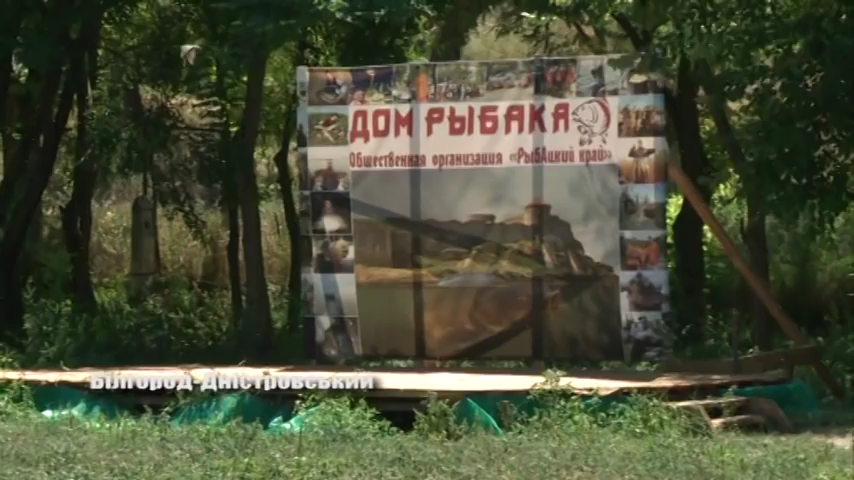 ДОМ РЫБАКА
Общественная организация «РыбАцкий край»
Білгород Дністровський